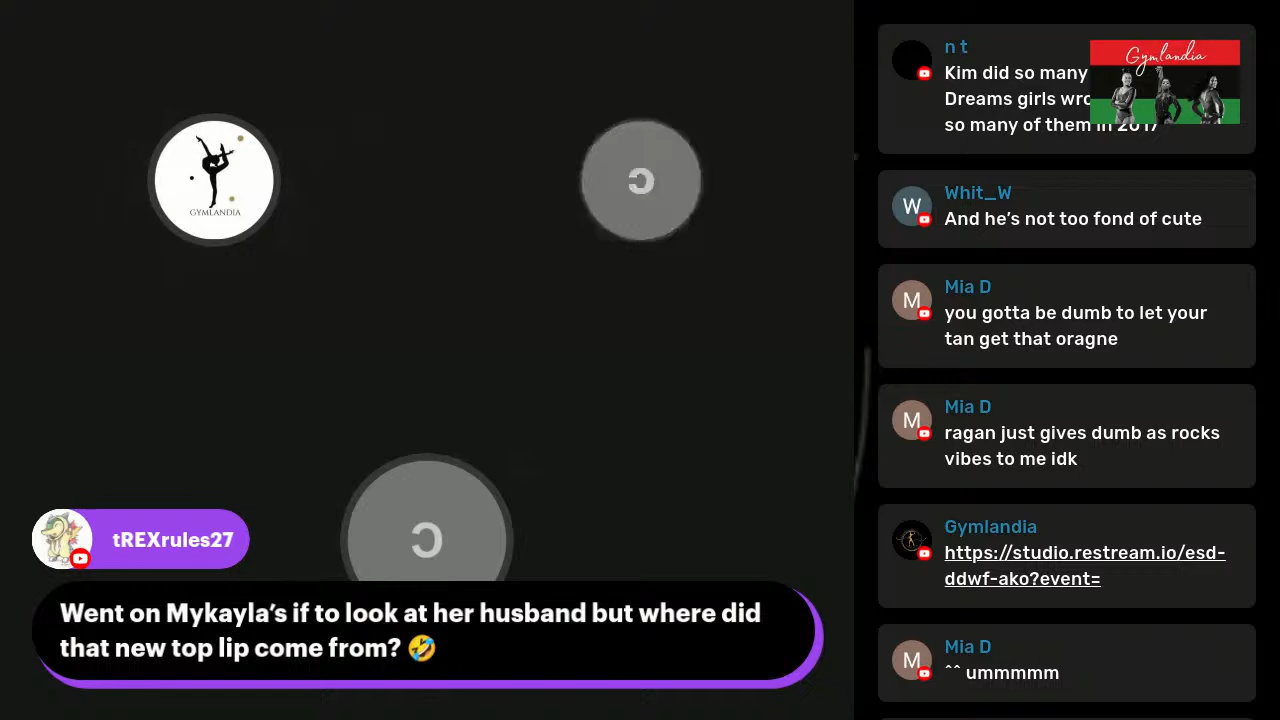 GYMLANDIA
ɔ
Ɔ
tREXrules27
Went on Mykayla's if to look at her husband but where did
that new top lip come from? 🤣
n t
Kim did so many
Dreams girls
so many of them in 2017
Gymlandia
W
Whit_W
And he's not too fond of cute
M
Mia D
you gotta be dumb to let your
tan get that oragne
M
Mia D
ragan just gives dumb as rocks
vibes to me idk
Gymlandia
https://studio.restream.io/esd-
ddwf-ako?event=
M
Mia D
^^ ummmmm